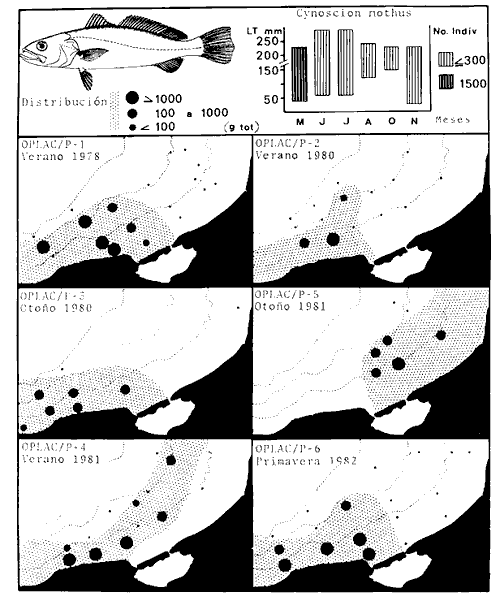 Cynoscion nothus
LT mm
No. Indiv
250
200
150
50
≤300
1500
M J J A O N
Meses
Distribución
≥1000
100 a 1000
< 100
(g tot)
OPLAC/P-1
Verano 1978
OPLAC/P-2
Verano 1980
OPLAC/P-3
Otoño 1980
OPLAC/P-5
Otoño 1981
OPLAC/P-4
Verano 1981
OPLAC/P-6
Primavera 1982